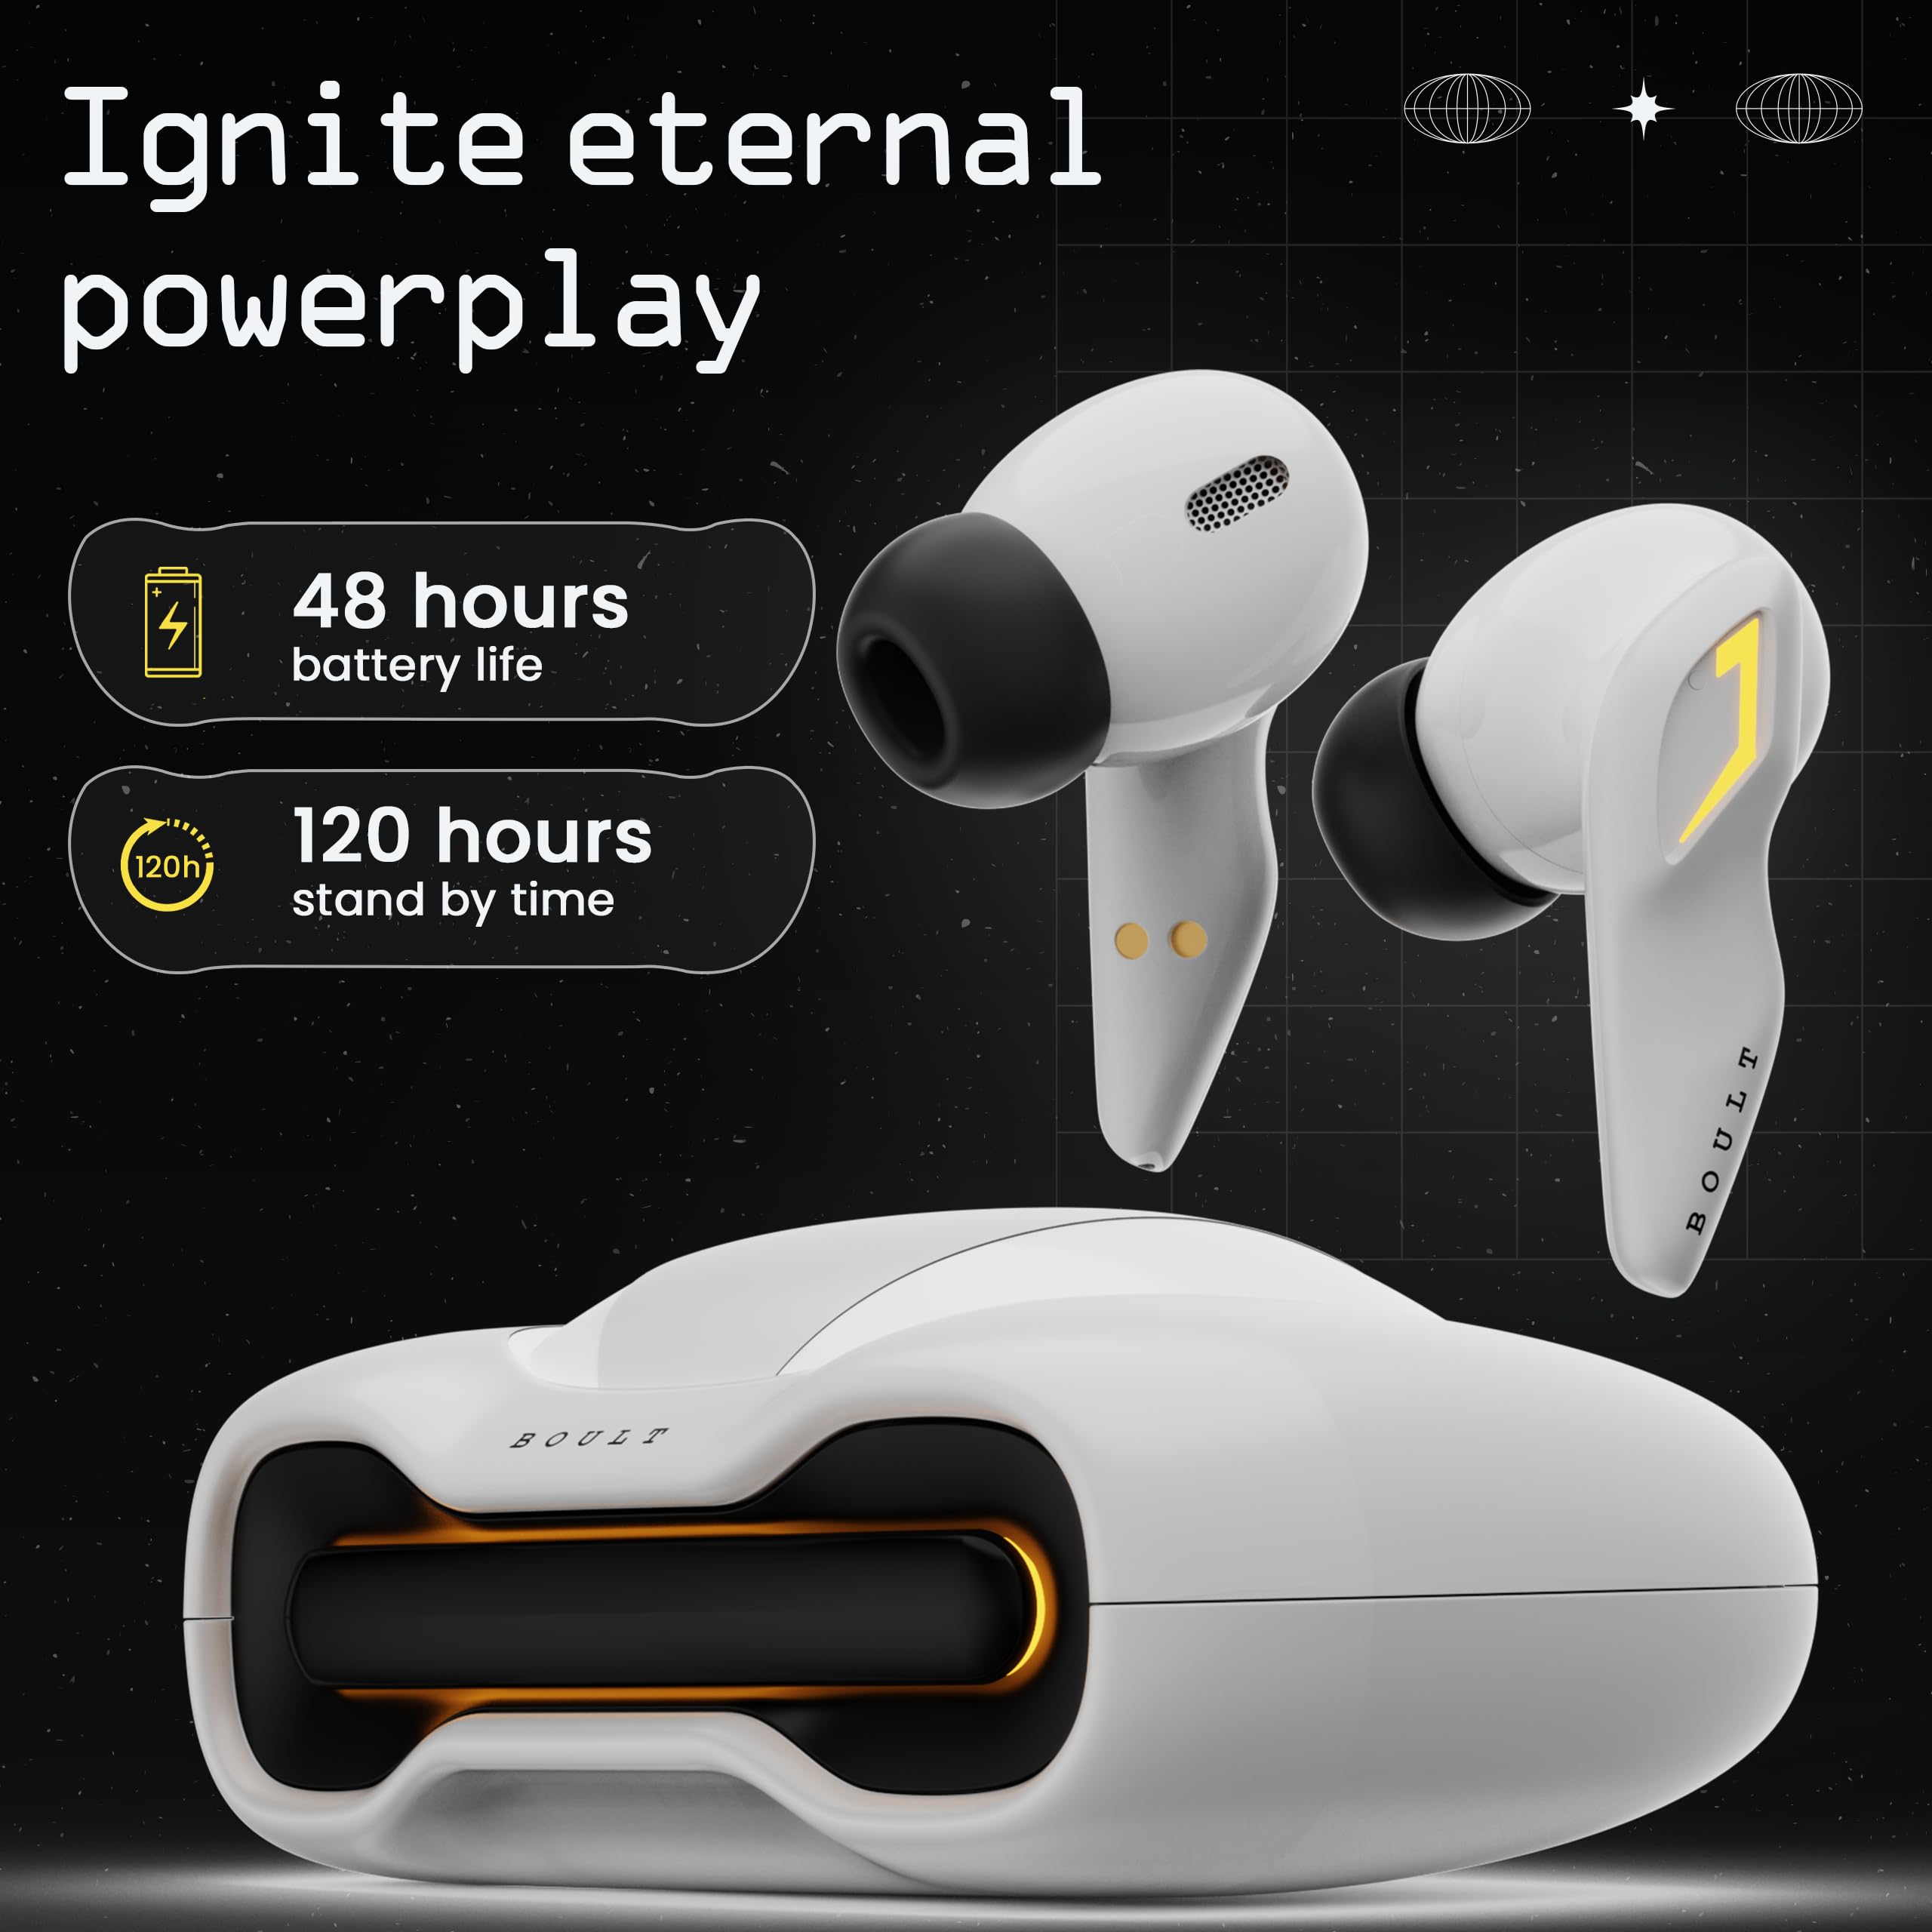 Ignite eternal
powerplay
48 hours
battery life
120h
120 hours
stand by time
BOULT
BOULT